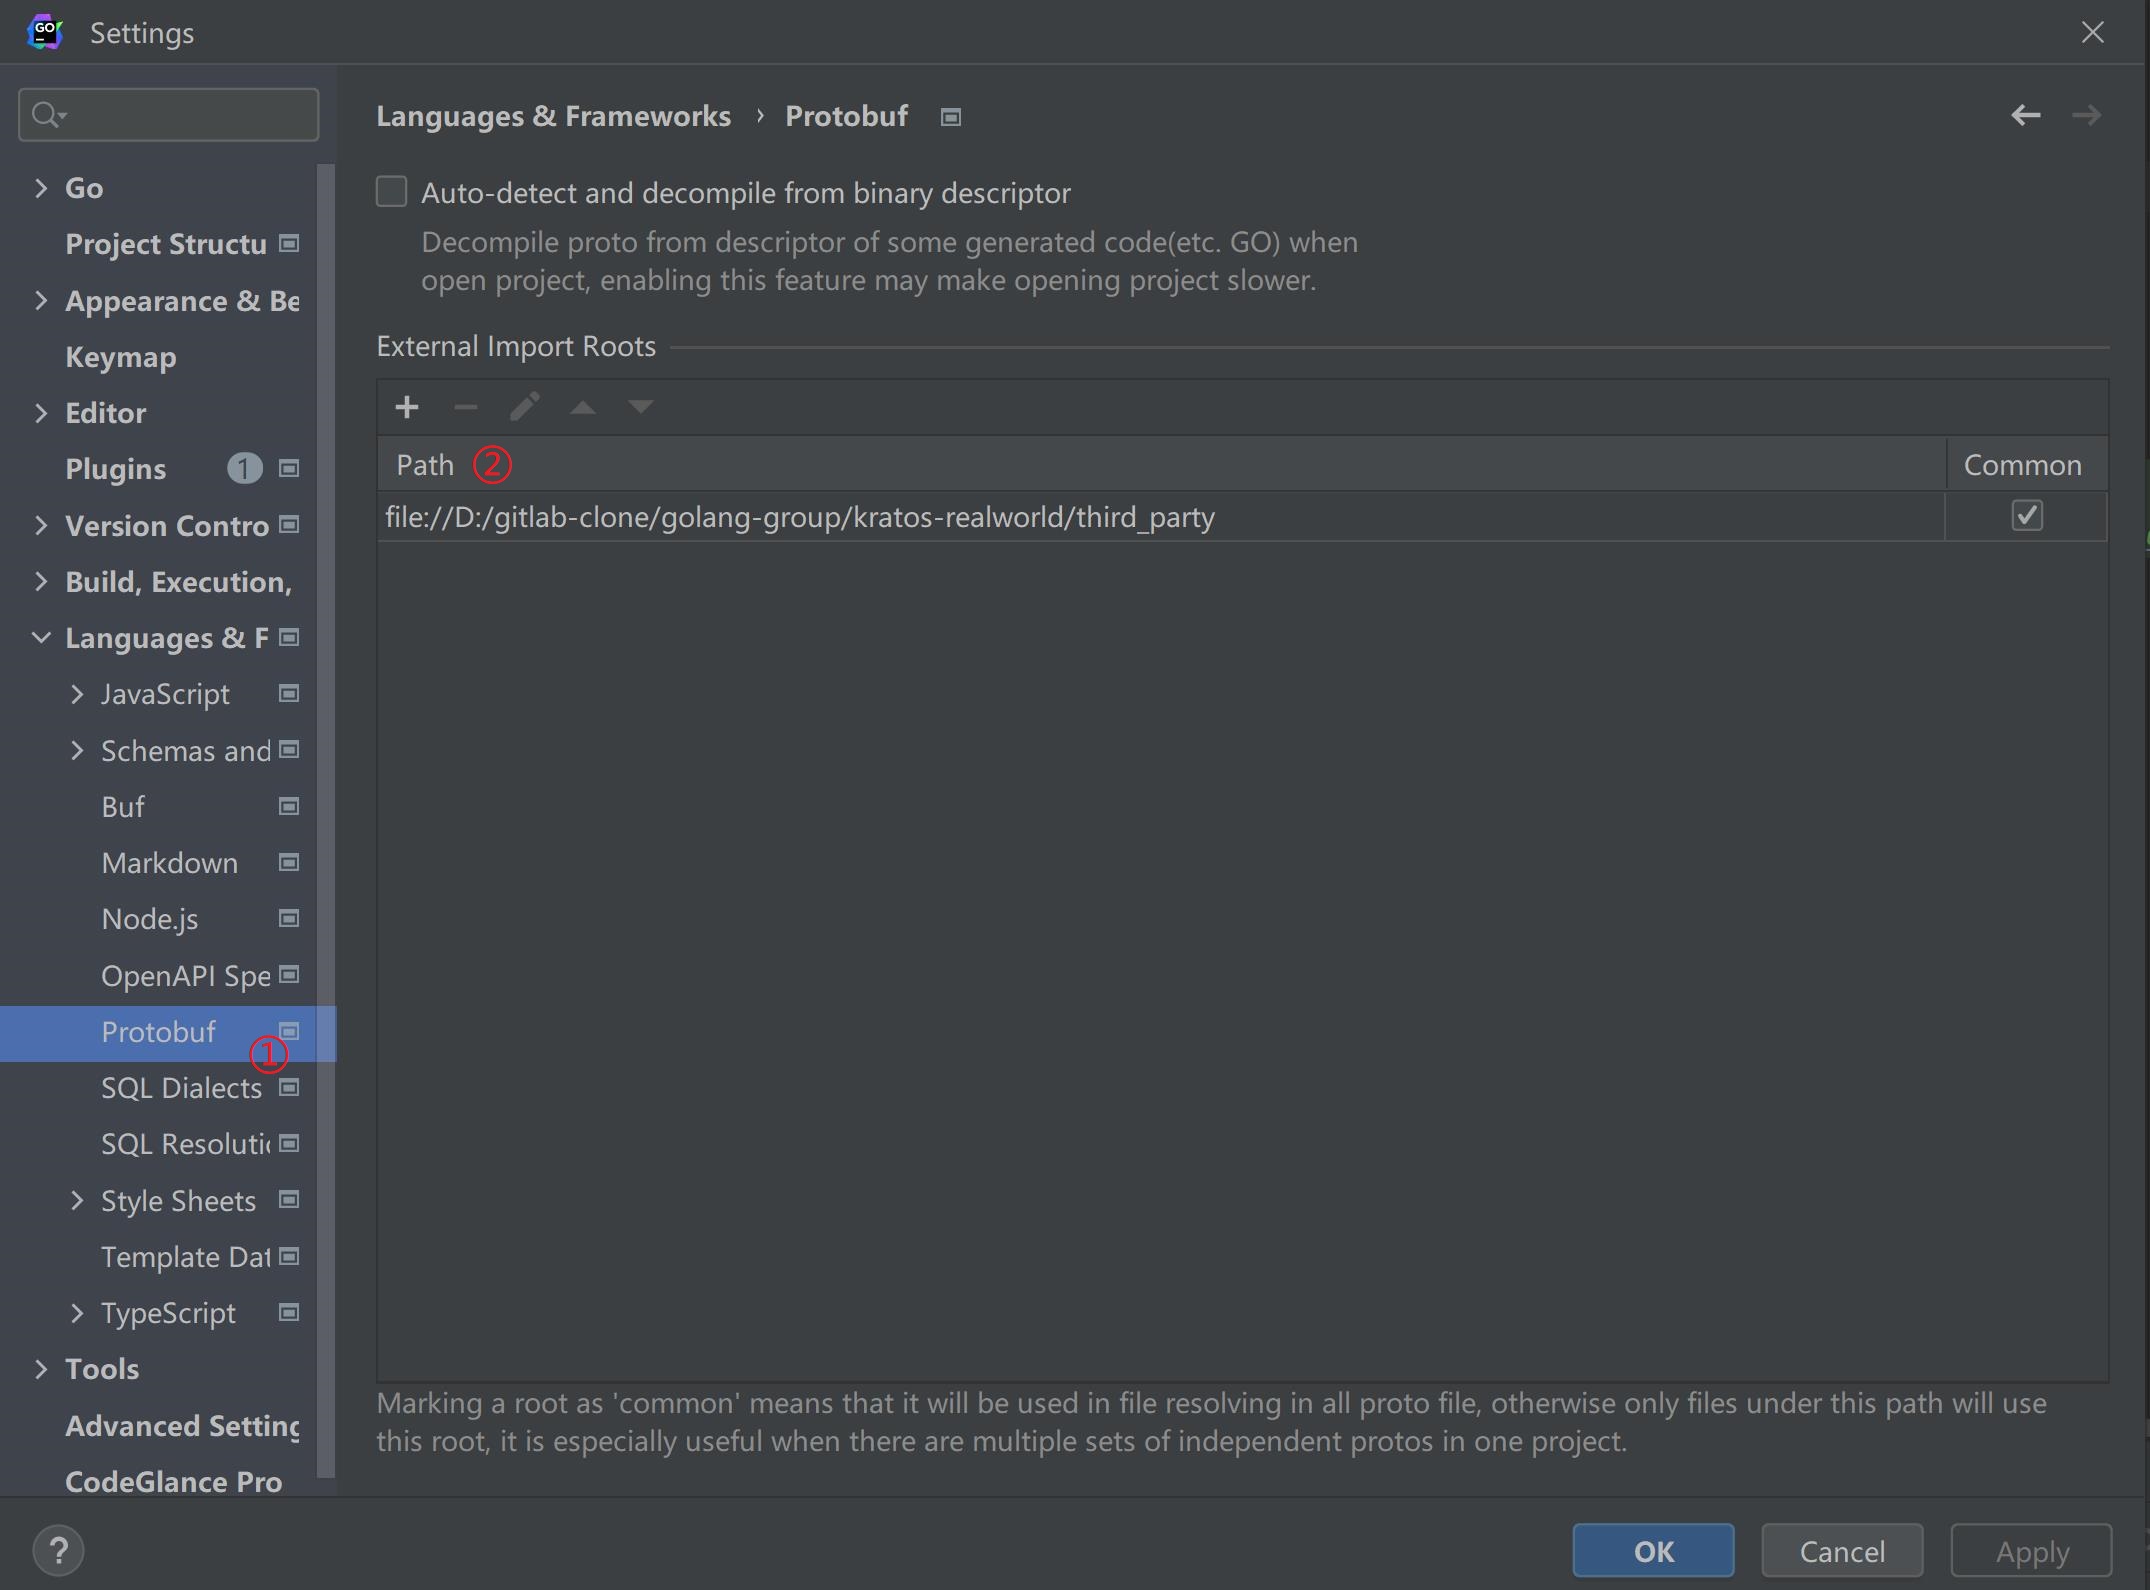 GO
Settings
Go
Project Structu
Appearance & Be
Keymap
Editor
Plugins 1
Version Contro
Build, Execution,
Languages & F
JavaScript
Schemas and
Buf
Markdown
Node.js
OpenAPI Spe
Protobuf
①
SQL Dialects
SQL Resolutio
Style Sheets
Template Dat
TypeScript
Tools
Advanced Setting
CodeGlance Pro
Languages & Frameworks › Protobuf
Auto-detect and decompile from binary descriptor
Decompile proto from descriptor of some generated code(etc. GO) when
open project, enabling this feature may make opening project slower.
External Import Roots
Path ② Common
file://D:/gitlab-clone/golang-group/kratos-realworld/third_party
Marking a root as 'common' means that it will be used in file resolving in all proto file, otherwise only files under this path will use
this root, it is especially useful when there are multiple sets of independent protos in one project.
?
OK Cancel Apply